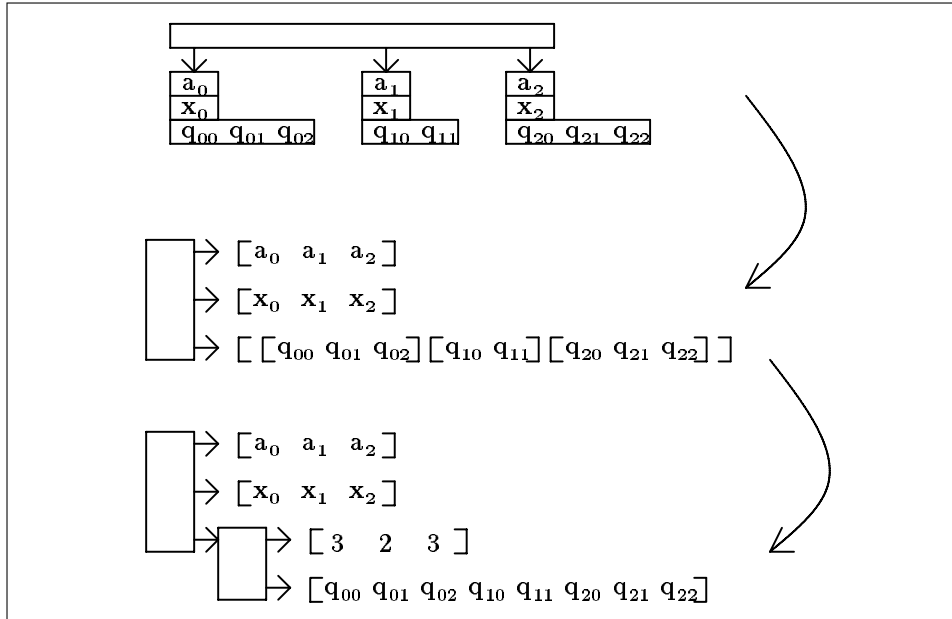 a₀ a₁ a₂
x₀ x₁ x₂
q₀₀ q₀₁ q₀₂ q₁₀ q₁₁ q₂₀ q₂₁ q₂₂
[a₀ a₁ a₂]
[x₀ x₁ x₂]
[[q₀₀ q₀₁ q₀₂][q₁₀ q₁₁][q₂₀ q₂₁ q₂₂]]
[a₀ a₁ a₂]
[x₀ x₁ x₂]
[3 2 3]
[q₀₀ q₀₁ q₀₂ q₁₀ q₁₁ q₂₀ q₂₁ q₂₂]